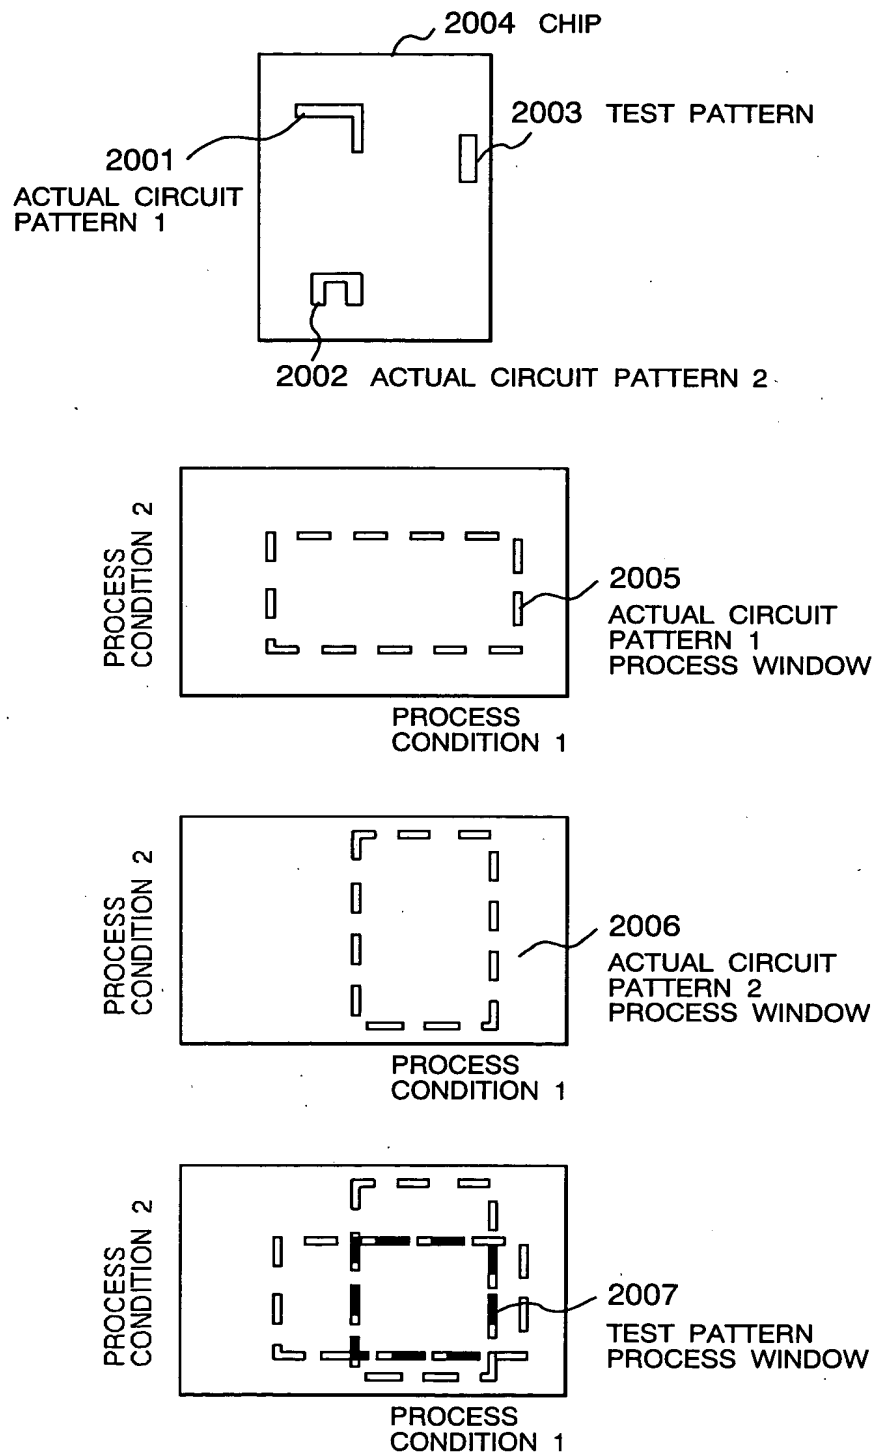 2004 CHIP
2003 TEST PATTERN
2001
ACTUAL CIRCUIT
PATTERN 1
2002 ACTUAL CIRCUIT PATTERN 2
PROCESS
CONDITION 2
2005
ACTUAL CIRCUIT
PATTERN 1
PROCESS WINDOW
PROCESS
CONDITION 1
PROCESS
CONDITION 2
2006
ACTUAL CIRCUIT
PATTERN 2
PROCESS WINDOW
PROCESS
CONDITION 1
PROCESS
CONDITION 2
2007
TEST PATTERN
PROCESS WINDOW
PROCESS
CONDITION 1